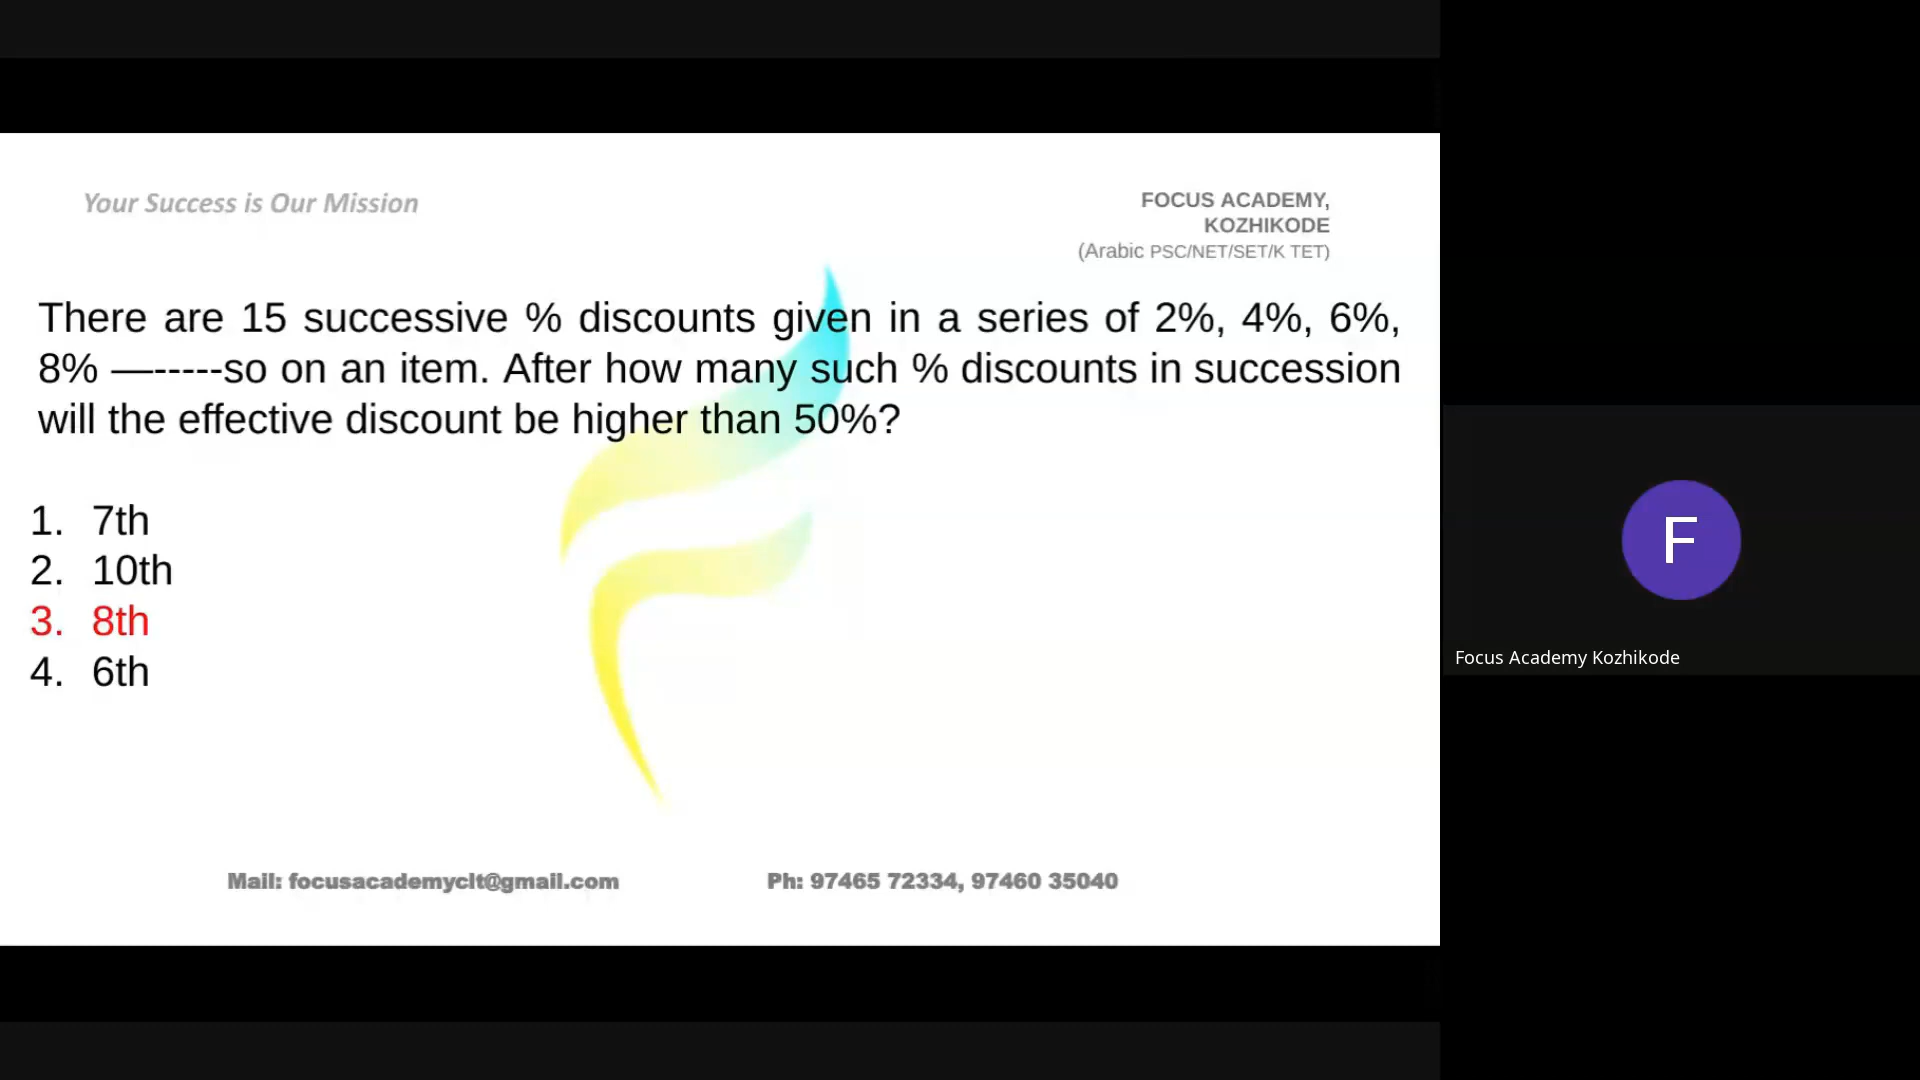 Your Success is Our Mission
FOCUS ACADEMY,
KOZHIKODE
(Arabic PSC/NET/SET/K TET)
There are 15 successive % discounts given in a series of 2%, 4%, 6%,
8% —-----so on an item. After how many such % discounts in succession
will the effective discount be higher than 50%?
1. 7th
2. 10th
3. 8th
4. 6th
F
Focus Academy Kozhikode
Mail: focusacademyclt@gmail.com Ph: 97465 72334, 97460 35040